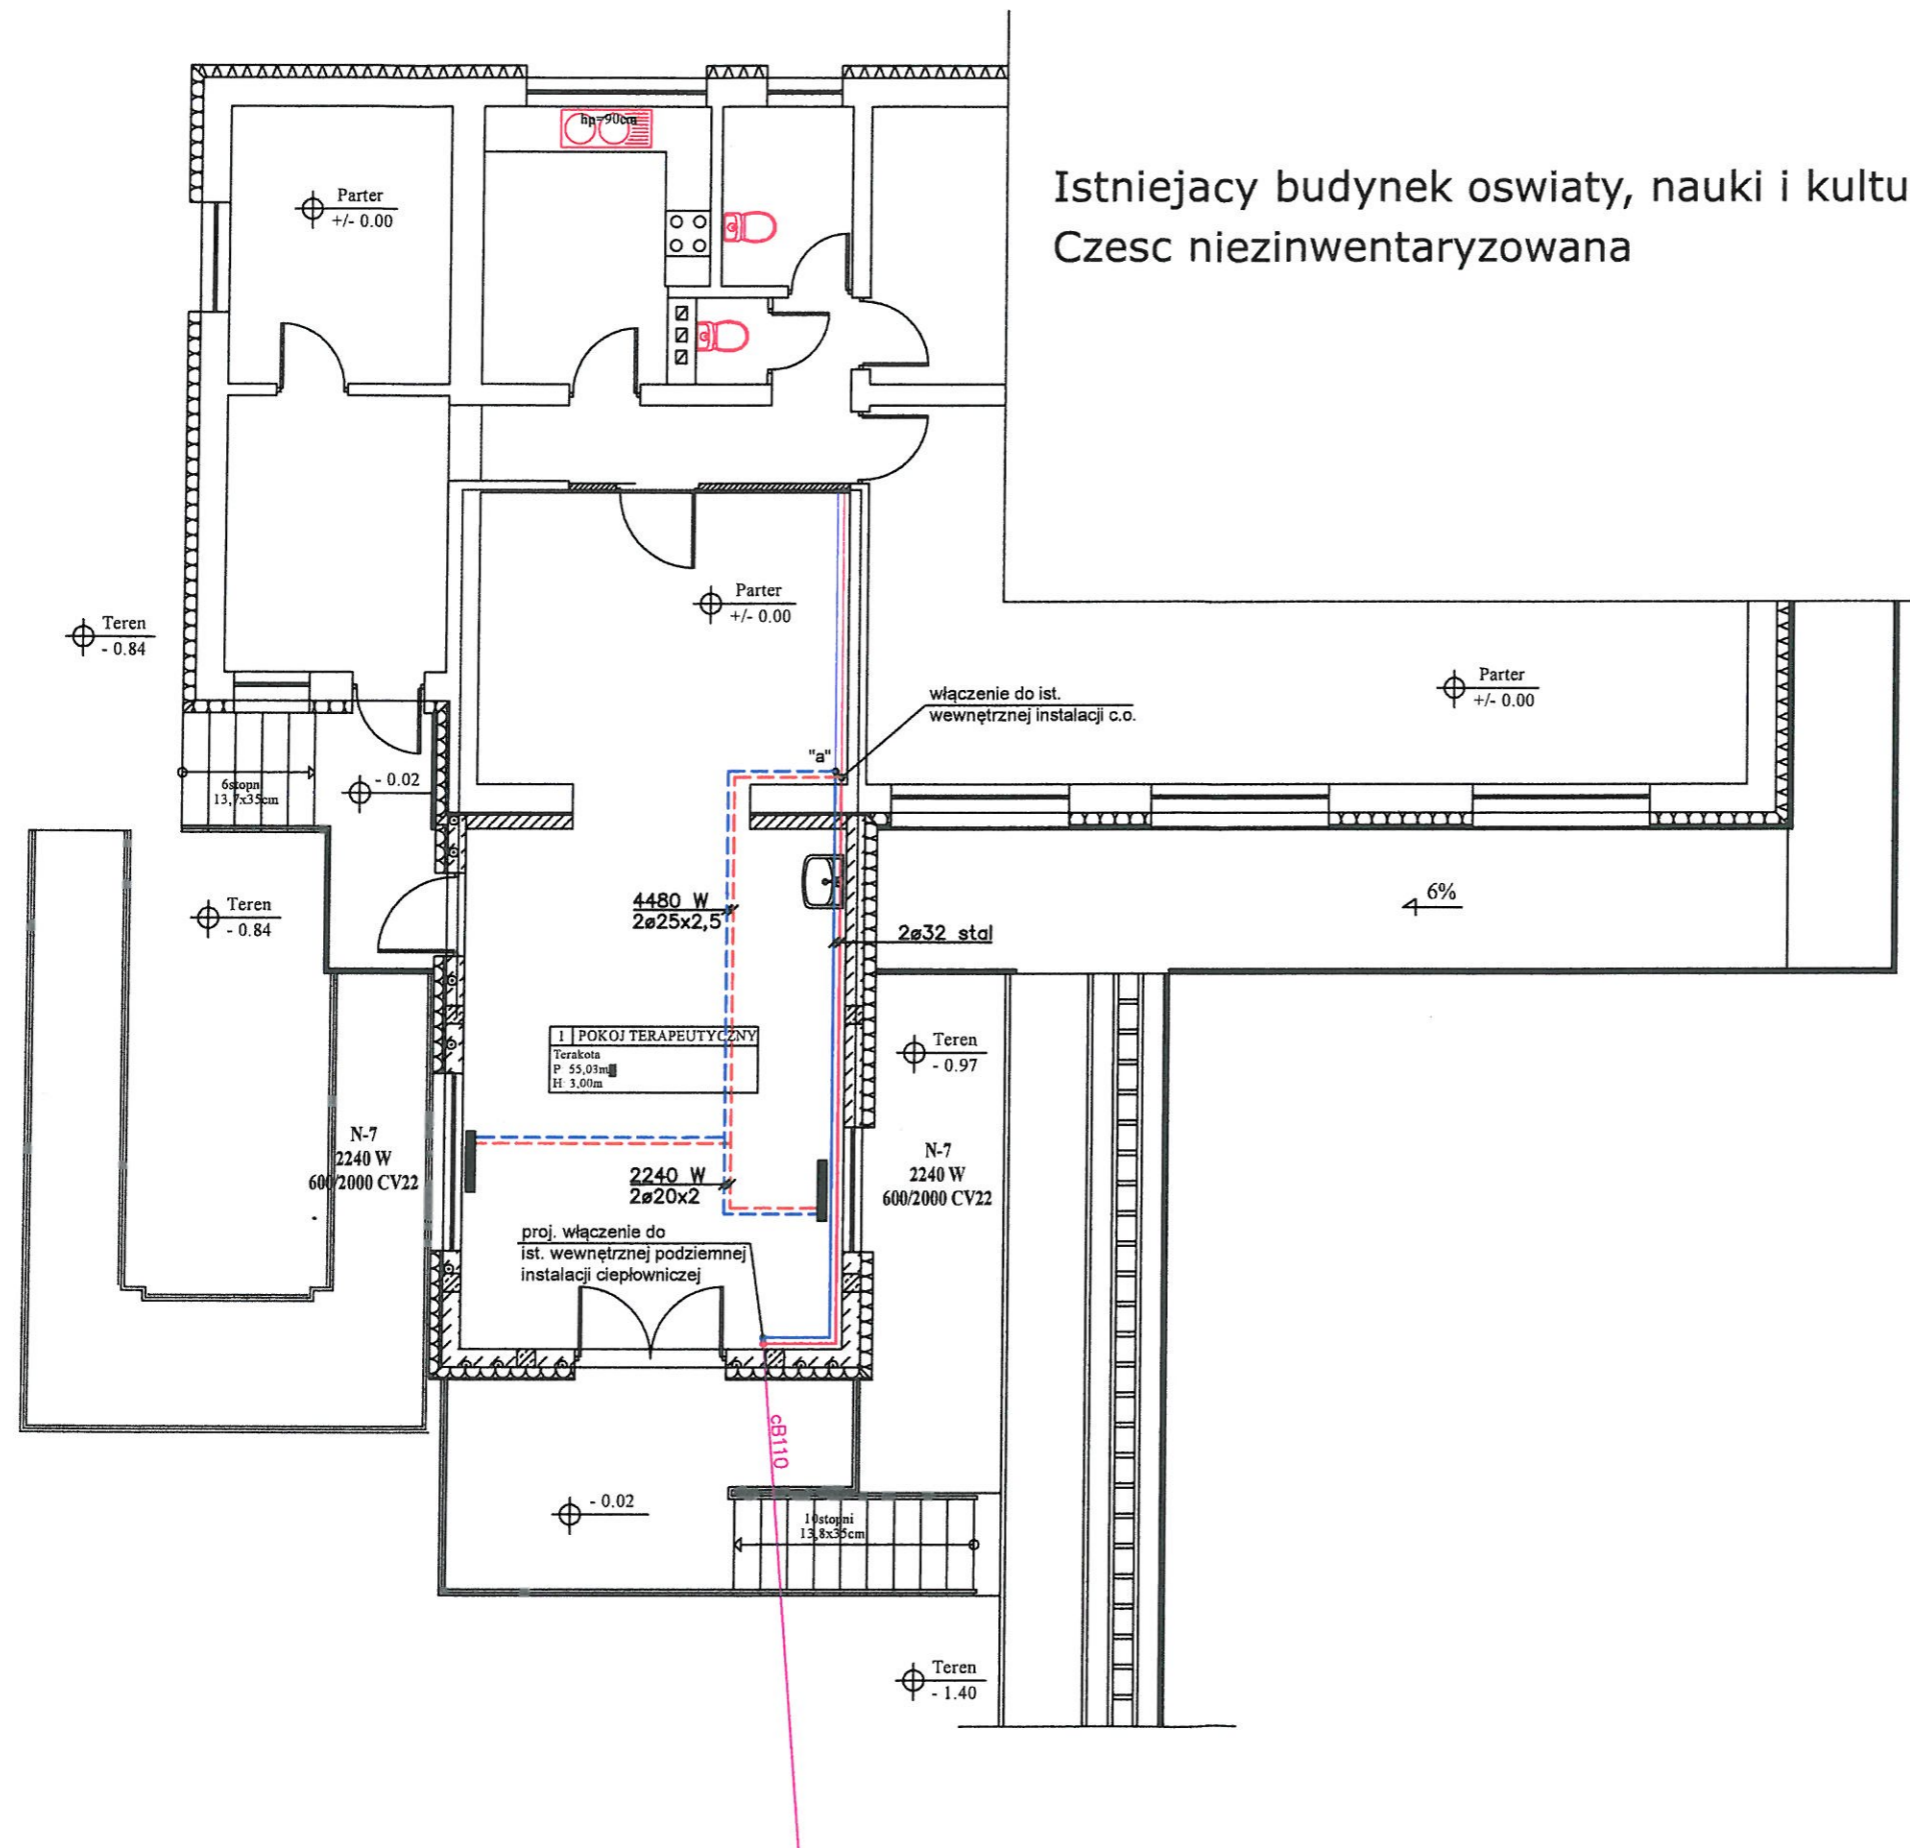 hp=90cm
Istniejacy budynek oswiaty, nauki i kultu
Czesc niezinwentaryzowana
Parter
+/- 0.00
Parter
+/- 0.00
Teren
- 0.84
włączenie do ist.
wewnętrznej instalacji c.o.
Parter
+/- 0.00
"a"
- 0.02
6stopn
13,7x35cm
Teren
- 0.84
4480 W
2ø25x2,5
2ø32 stal
6%
1 POKOJ TERAPEUTYCZNY
Terakota
P 55,03m
H 3,00m
Teren
- 0.97
N-7
2240 W
600/2000 CV22
2240 W
2ø20x2
N-7
2240 W
600/2000 CV22
proj. włączenie do
ist. wewnętrznej podziemnej
instalacji ciepłowniczej
cB110
- 0.02
10stopni
13,8x35cm
Teren
- 1.40